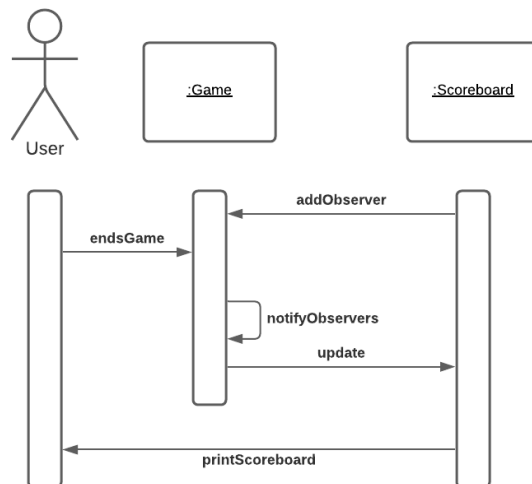 :Game
:Scoreboard
User
addObserver
endsGame
notifyObservers
update
printScoreboard